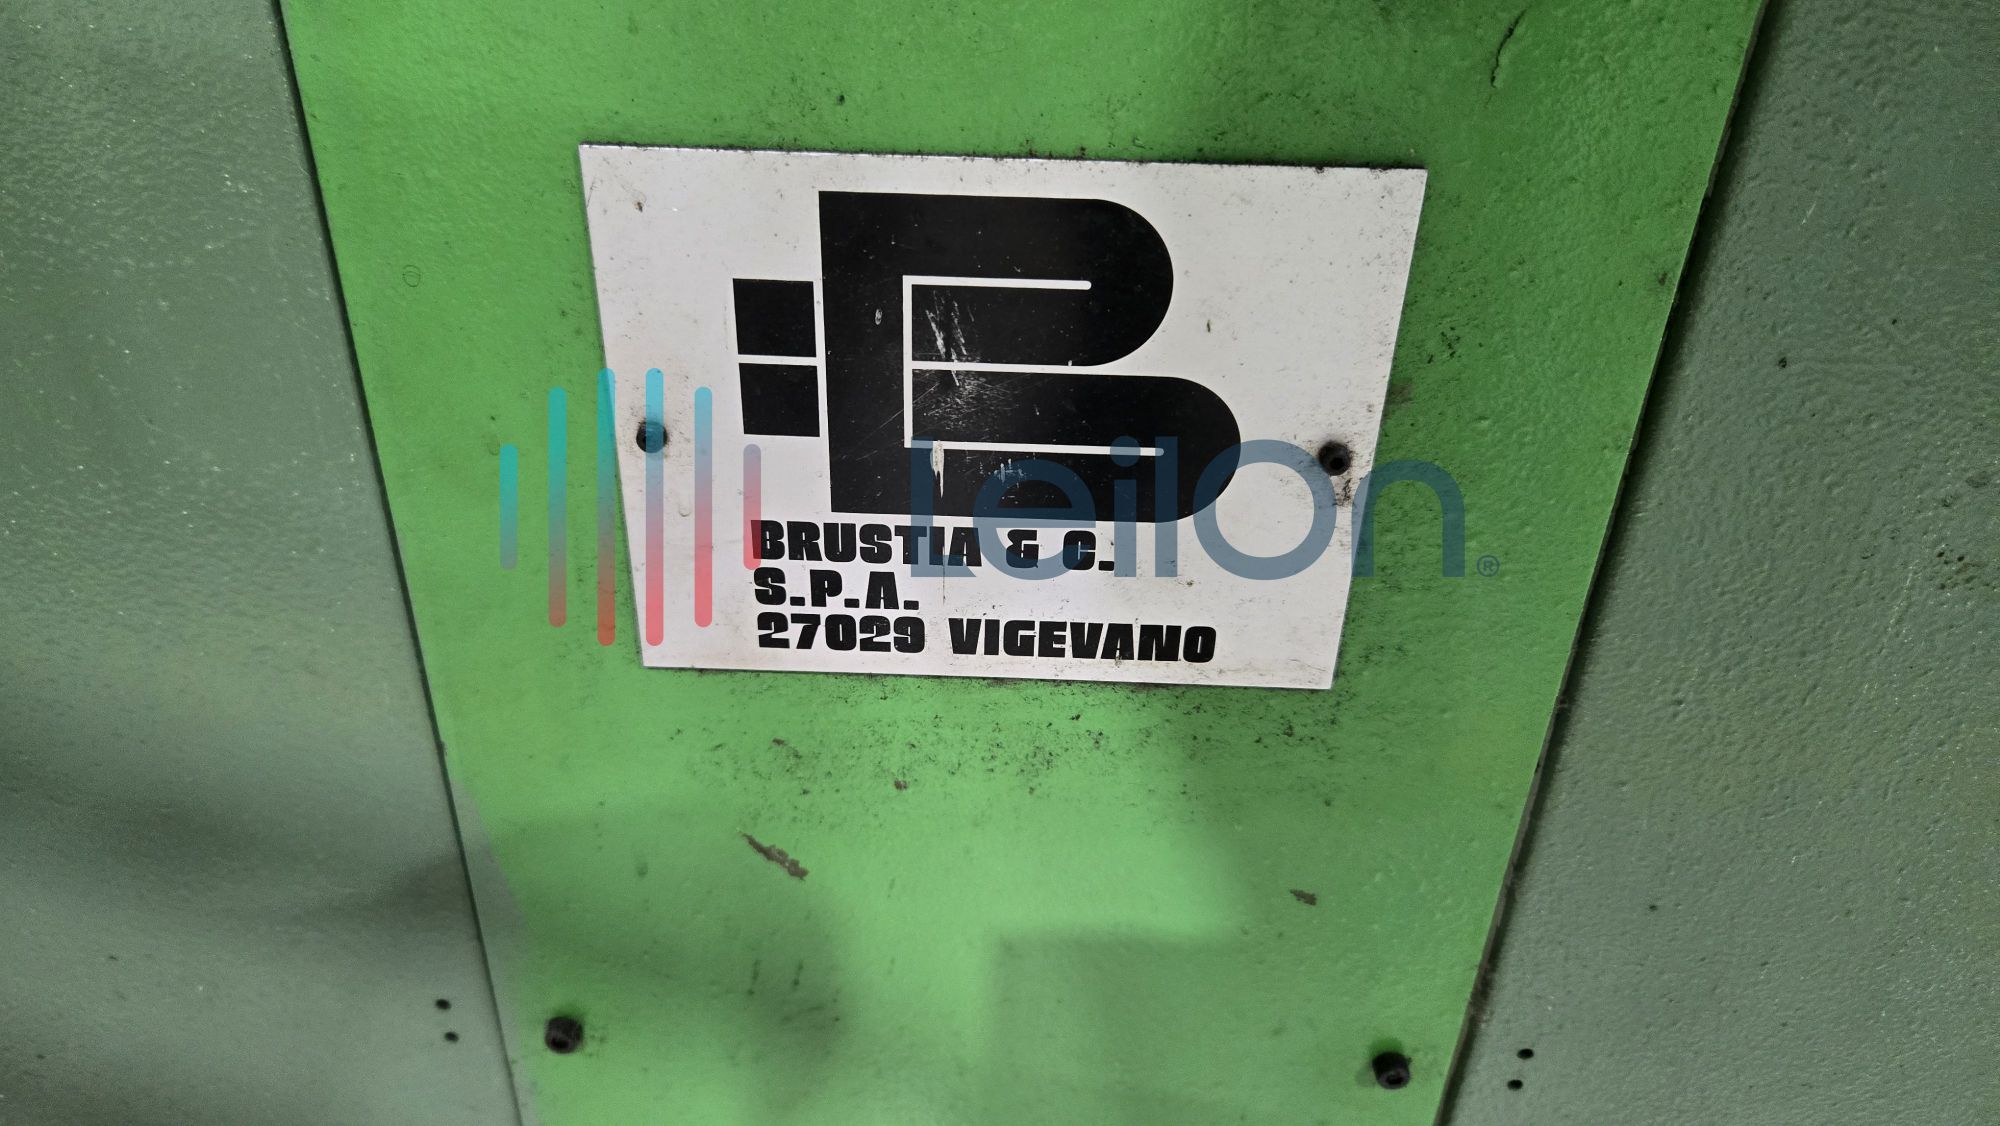 B
BRUSTIA & C.
S.P.A.
27029 VIGEVANO
LeilOn®